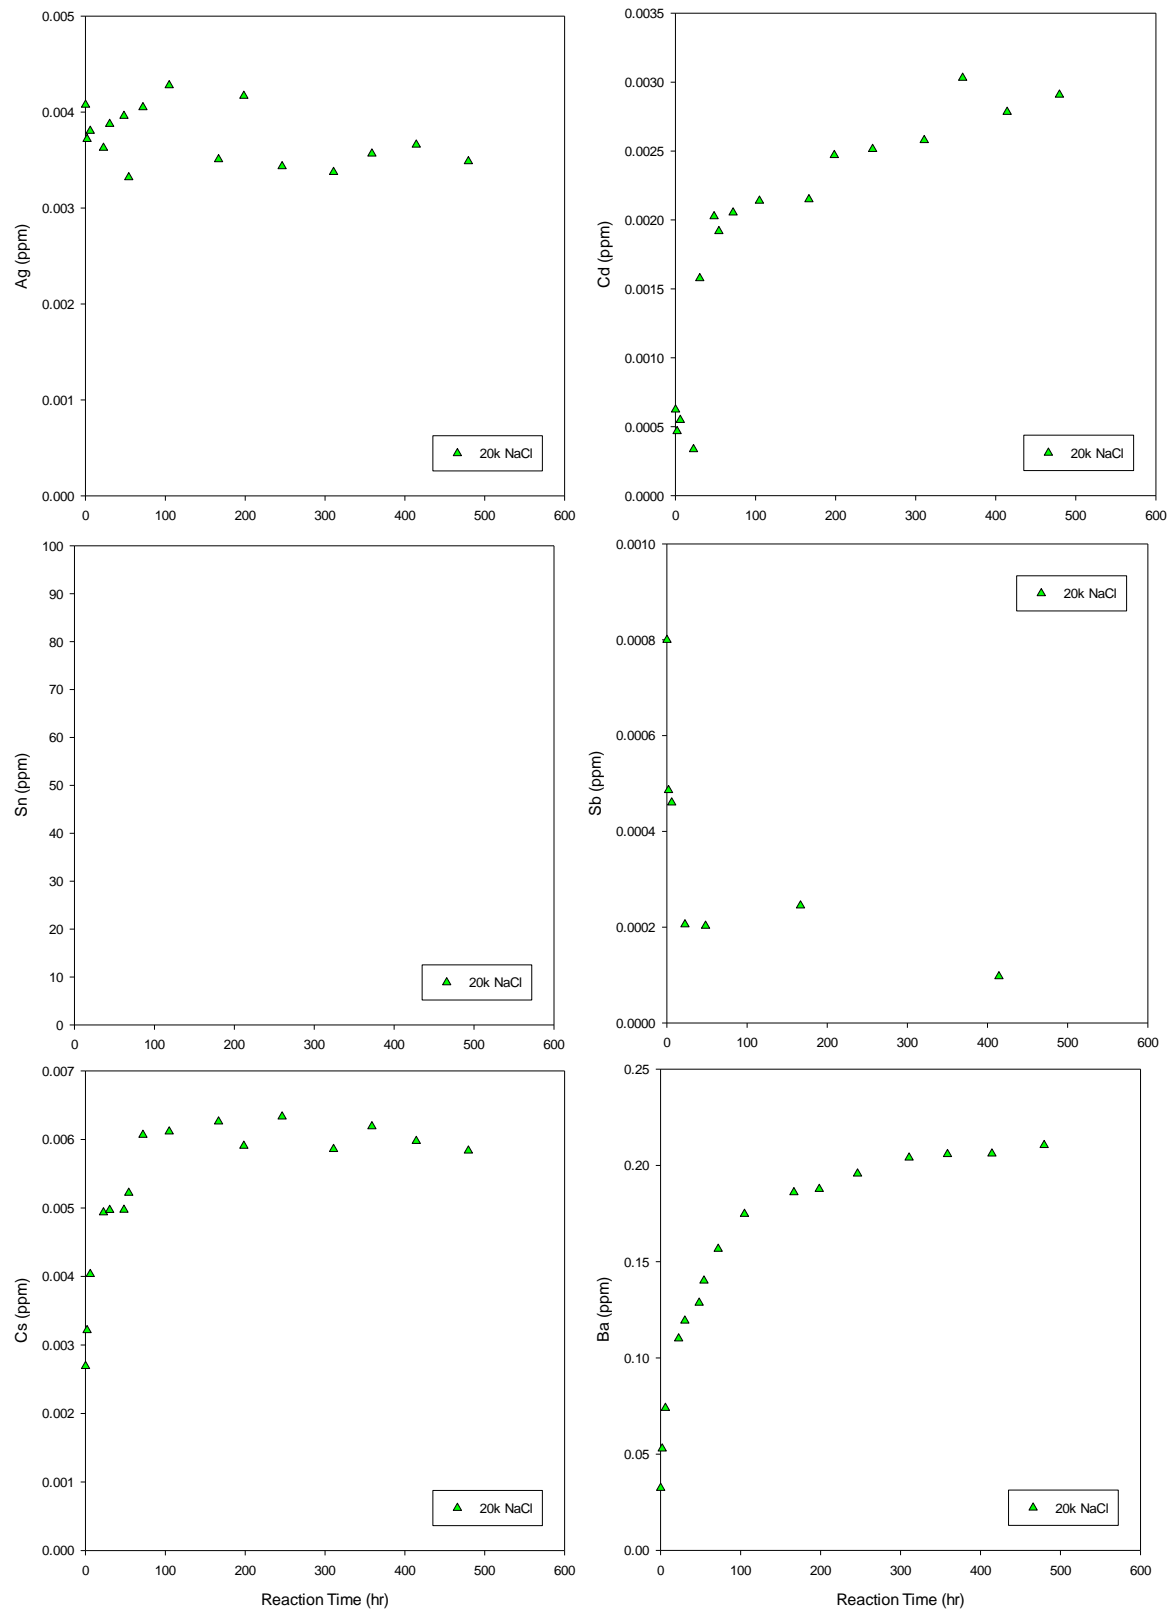 0.005
0.004
0.003
0.002
0.001
0.000
Ag (ppm)
20k NaCl
0 100 200 300 400 500 600
0.0035
0.0030
0.0025
0.0020
0.0015
0.0010
0.0005
0.0000
Cd (ppm)
20k NaCl
0 100 200 300 400 500 600
100
90
80
70
60
50
40
30
20
10
0
Sn (ppm)
20k NaCl
0 100 200 300 400 500 600
0.0010
0.0008
0.0006
0.0004
0.0002
0.0000
Sb (ppm)
20k NaCl
0 100 200 300 400 500 600
0.007
0.006
0.005
0.004
0.003
0.002
0.001
0.000
Cs (ppm)
20k NaCl
0 100 200 300 400 500 600
Reaction Time (hr)
0.25
0.20
0.15
0.10
0.05
0.00
Ba (ppm)
20k NaCl
0 100 200 300 400 500 600
Reaction Time (hr)